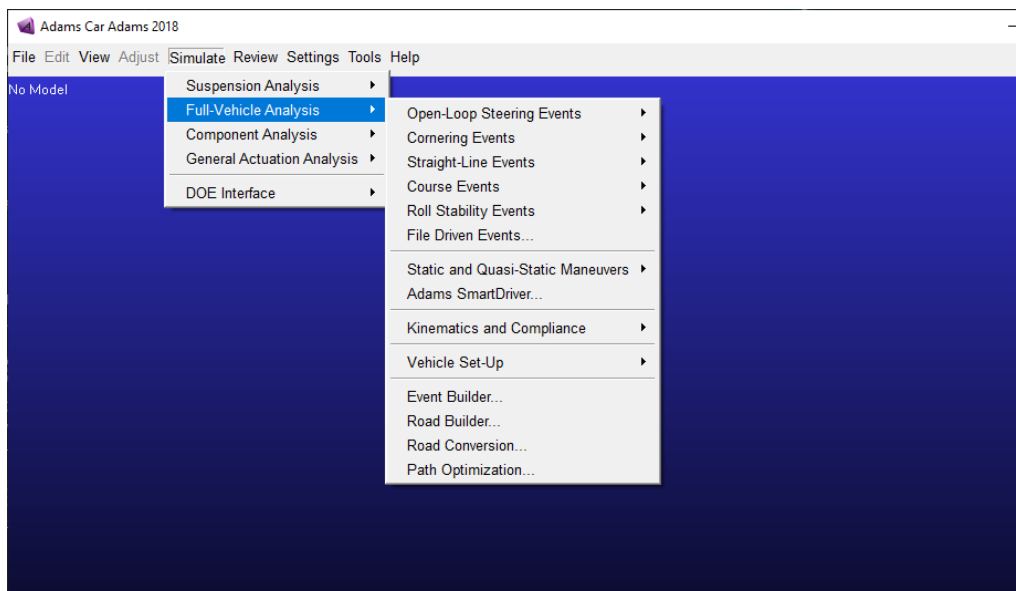 Adams Car Adams 2018
File Edit View Adjust Simulate Review Settings Tools Help
No Model
Suspension Analysis
Full-Vehicle Analysis
Component Analysis
General Actuation Analysis
DOE Interface
Open-Loop Steering Events
Cornering Events
Straight-Line Events
Course Events
Roll Stability Events
File Driven Events...
Static and Quasi-Static Maneuvers
Adams SmartDriver...
Kinematics and Compliance
Vehicle Set-Up
Event Builder...
Road Builder...
Road Conversion...
Path Optimization...